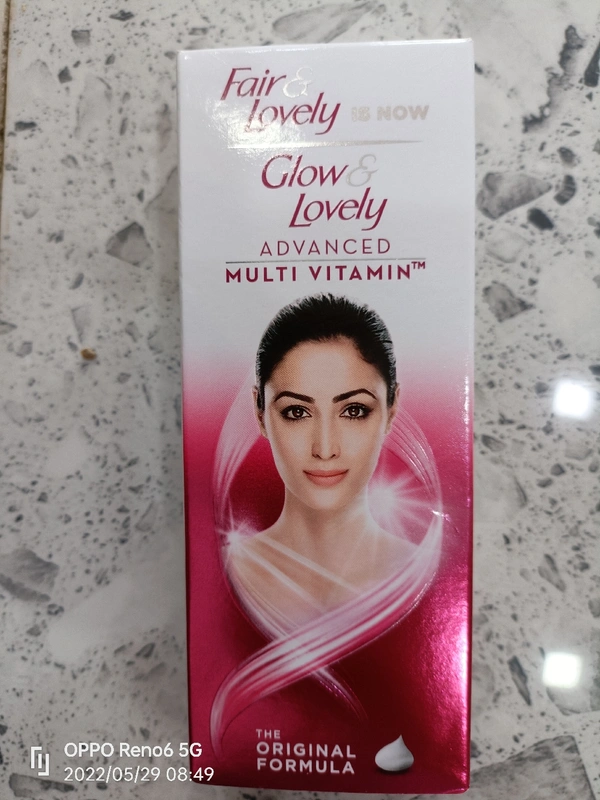 Fair &
Lovely IS NOW
Glow &
Lovely
ADVANCED
MULTI VITAMIN™
THE
ORIGINAL
FORMULA
OPPO Reno6 5G
2022/05/29 08:49